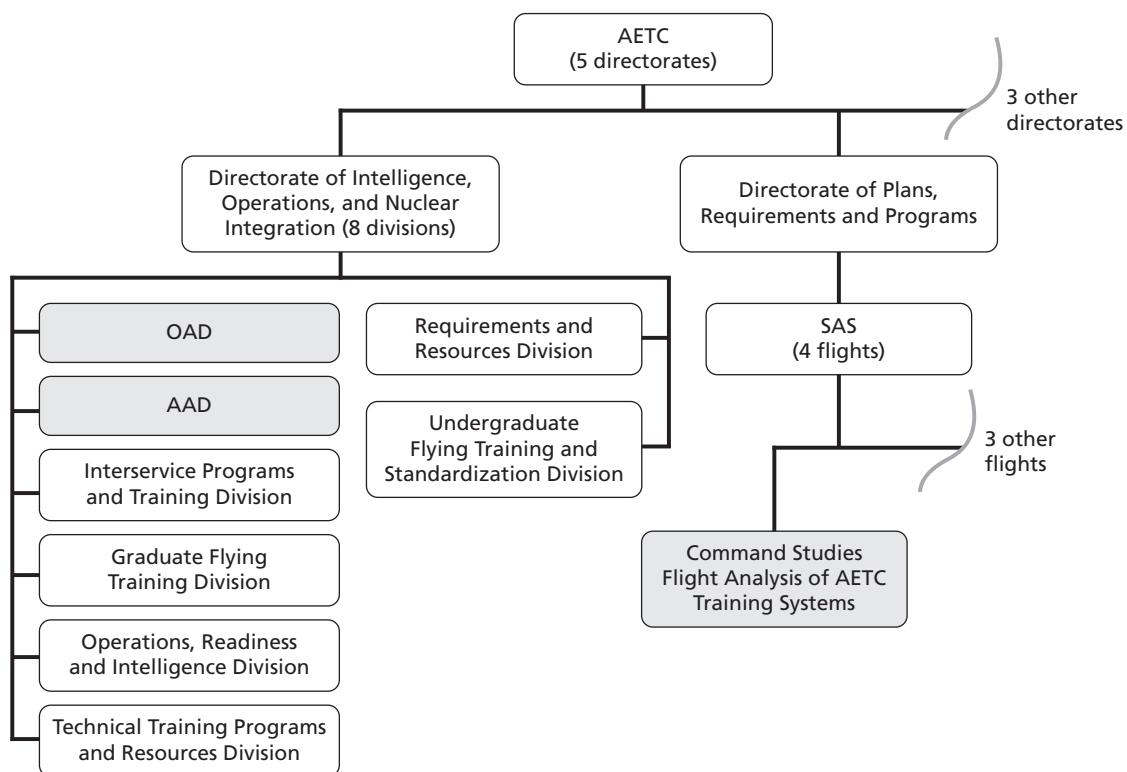 AETC
(5 directorates)
3 other
directorates
Directorate of Intelligence,
Operations, and Nuclear
Integration (8 divisions)
Directorate of Plans,
Requirements and Programs
OAD
AAD
Interservice Programs
and Training Division
Graduate Flying
Training Division
Operations, Readiness
and Intelligence Division
Technical Training Programs
and Resources Division
Requirements and
Resources Division
Undergraduate
Flying Training and
Standardization Division
SAS
(4 flights)
3 other
flights
Command Studies
Flight Analysis of AETC
Training Systems